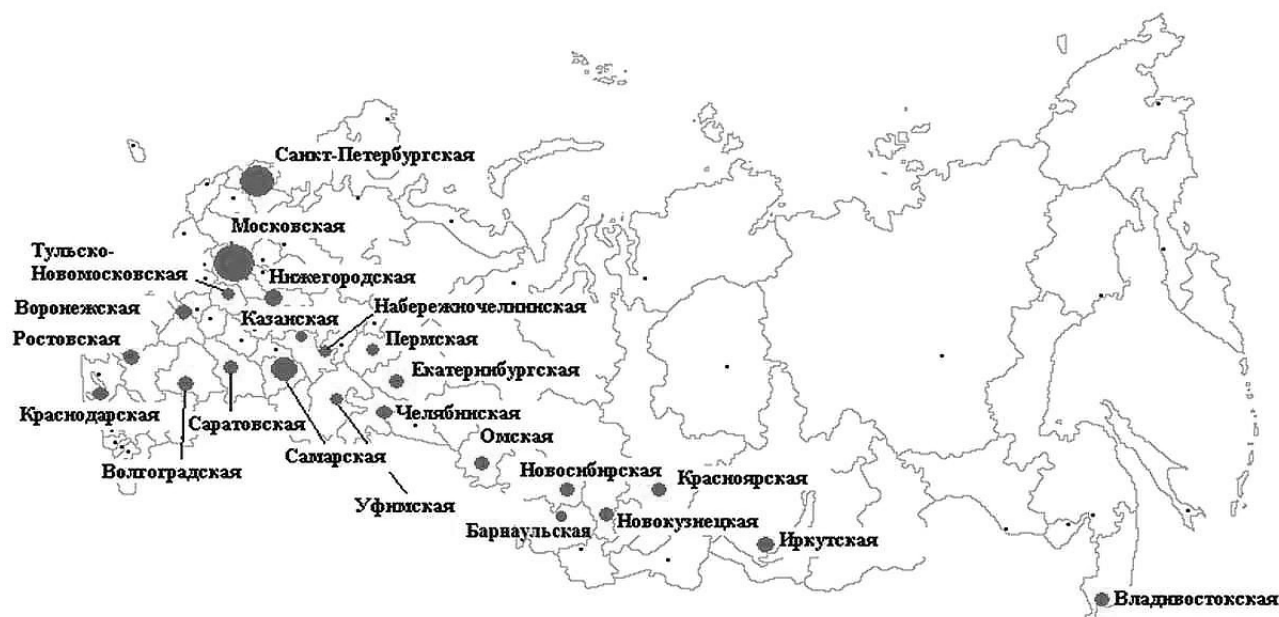 Санкт-Петербургская
Московская
Тульско-
Новомосковская
Нижегородская
Воронежская
Казанская
Набережночелнинская
Ростовская
Пермская
Екатеринбургская
Краснодарская
Саратовская
Челябинская
Волгоградская
Самарская
Омская
Уфимская
Новосибирская
Красноярская
Барнаульская
Новокузнецкая
Иркутская
Владивостокская